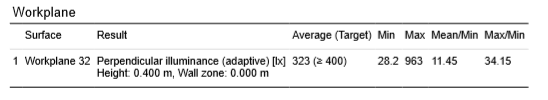 Workplane
Surface Result Average (Target) Min Max Mean/Min Max/Min
1 Workplane 32 Perpendicular illuminance (adaptive) [lx] 323 (≥ 400) 28.2 963 11.45 34.15
Height: 0.400 m, Wall zone: 0.000 m